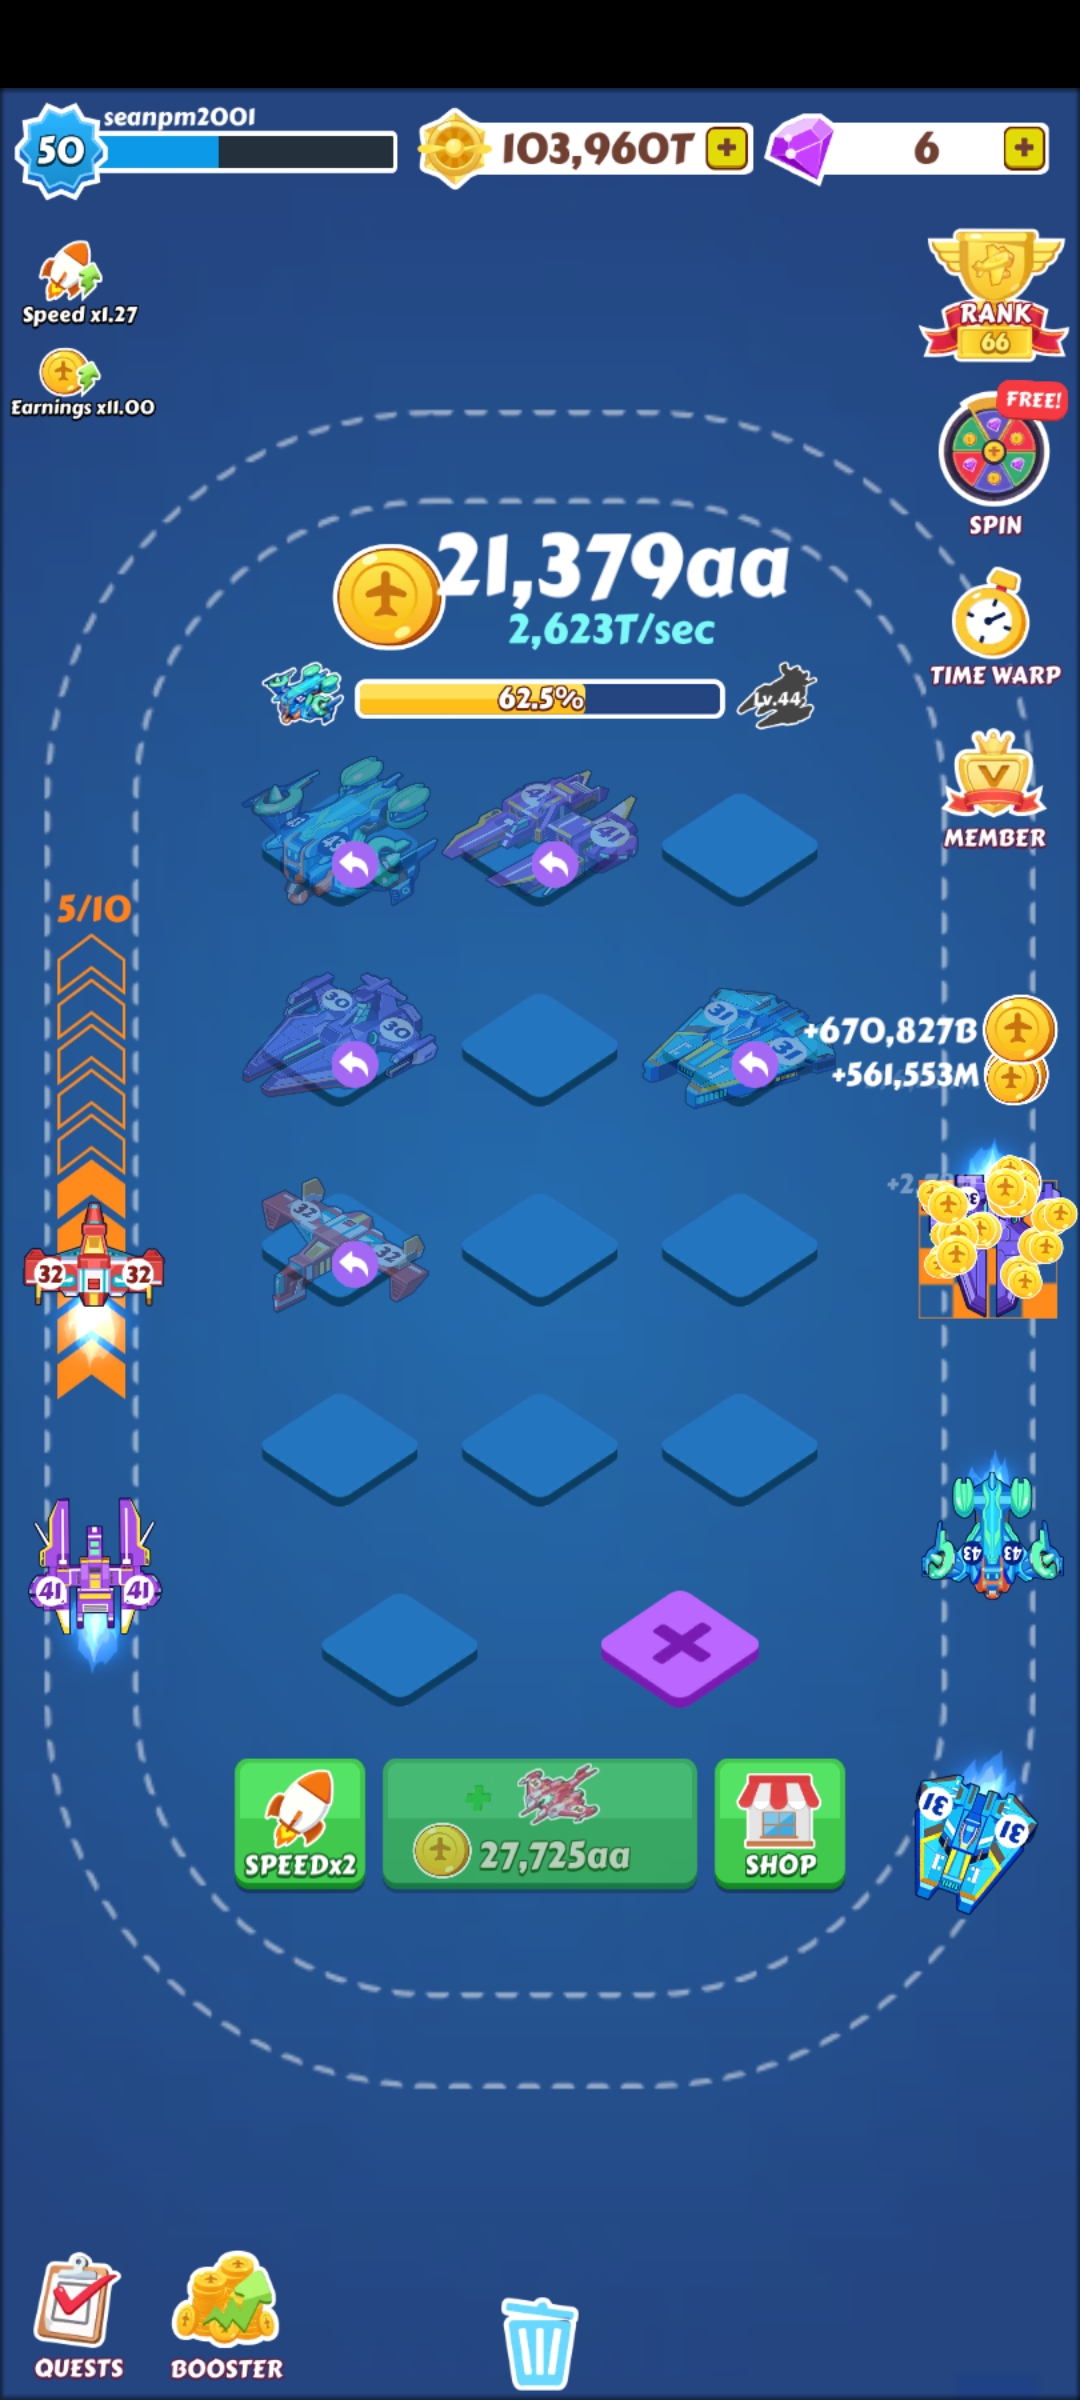 seanpm2001
50
103,960T
6
Speed x1.27
Earnings x11.00
RANK
66
FREE!
SPIN
21,379aa
2,623T/sec
TIME WARP
62.5%
Lv.44
MEMBER
43
43
41
41
5/10
30
30
31
31
+670,827B
+561,553M
32
32
32
32
41
41
43
43
31
31
SPEEDx2
27,725aa
SHOP
QUESTS
BOOSTER